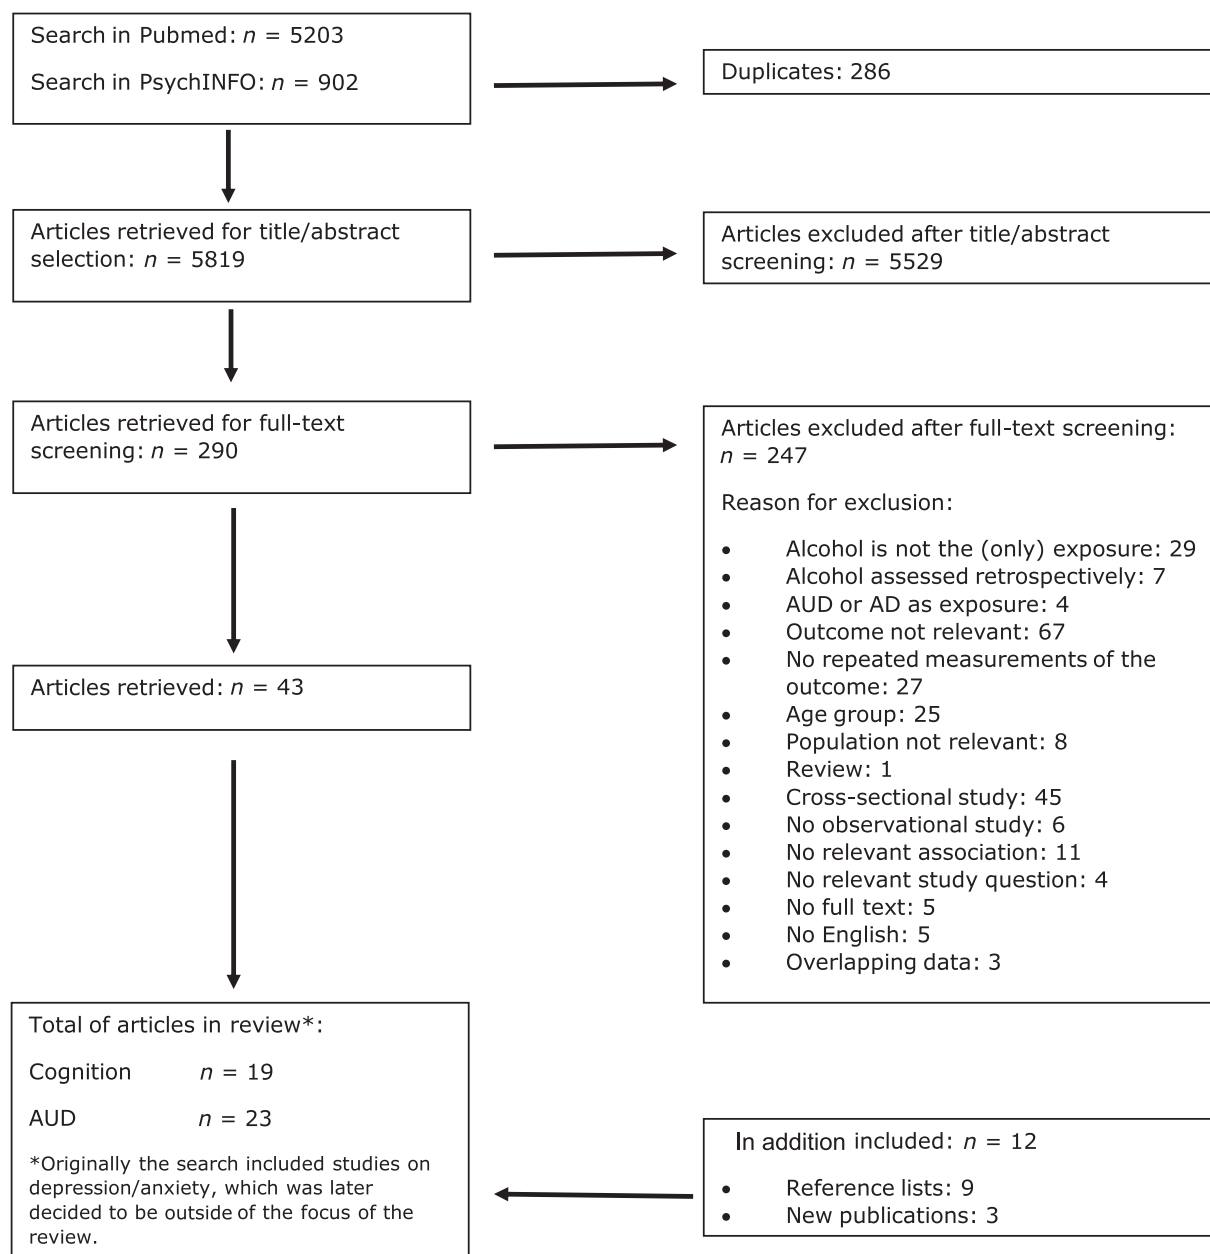 Search in Pubmed: n = 5203
Search in PsychINFO: n = 902
Duplicates: 286
Articles retrieved for title/abstract
selection: n = 5819
Articles excluded after title/abstract
screening: n = 5529
Articles retrieved for full-text
screening: n = 290
Articles excluded after full-text screening:
n = 247
Reason for exclusion:
• Alcohol is not the (only) exposure: 29
• Alcohol assessed retrospectively: 7
• AUD or AD as exposure: 4
• Outcome not relevant: 67
• No repeated measurements of the
outcome: 27
• Age group: 25
• Population not relevant: 8
• Review: 1
• Cross-sectional study: 45
• No observational study: 6
• No relevant association: 11
• No relevant study question: 4
• No full text: 5
• No English: 5
• Overlapping data: 3
Articles retrieved: n = 43
Total of articles in review*:
Cognition n = 19
AUD n = 23
*Originally the search included studies on
depression/anxiety, which was later
decided to be outside of the focus of the
review.
In addition included: n = 12
• Reference lists: 9
• New publications: 3